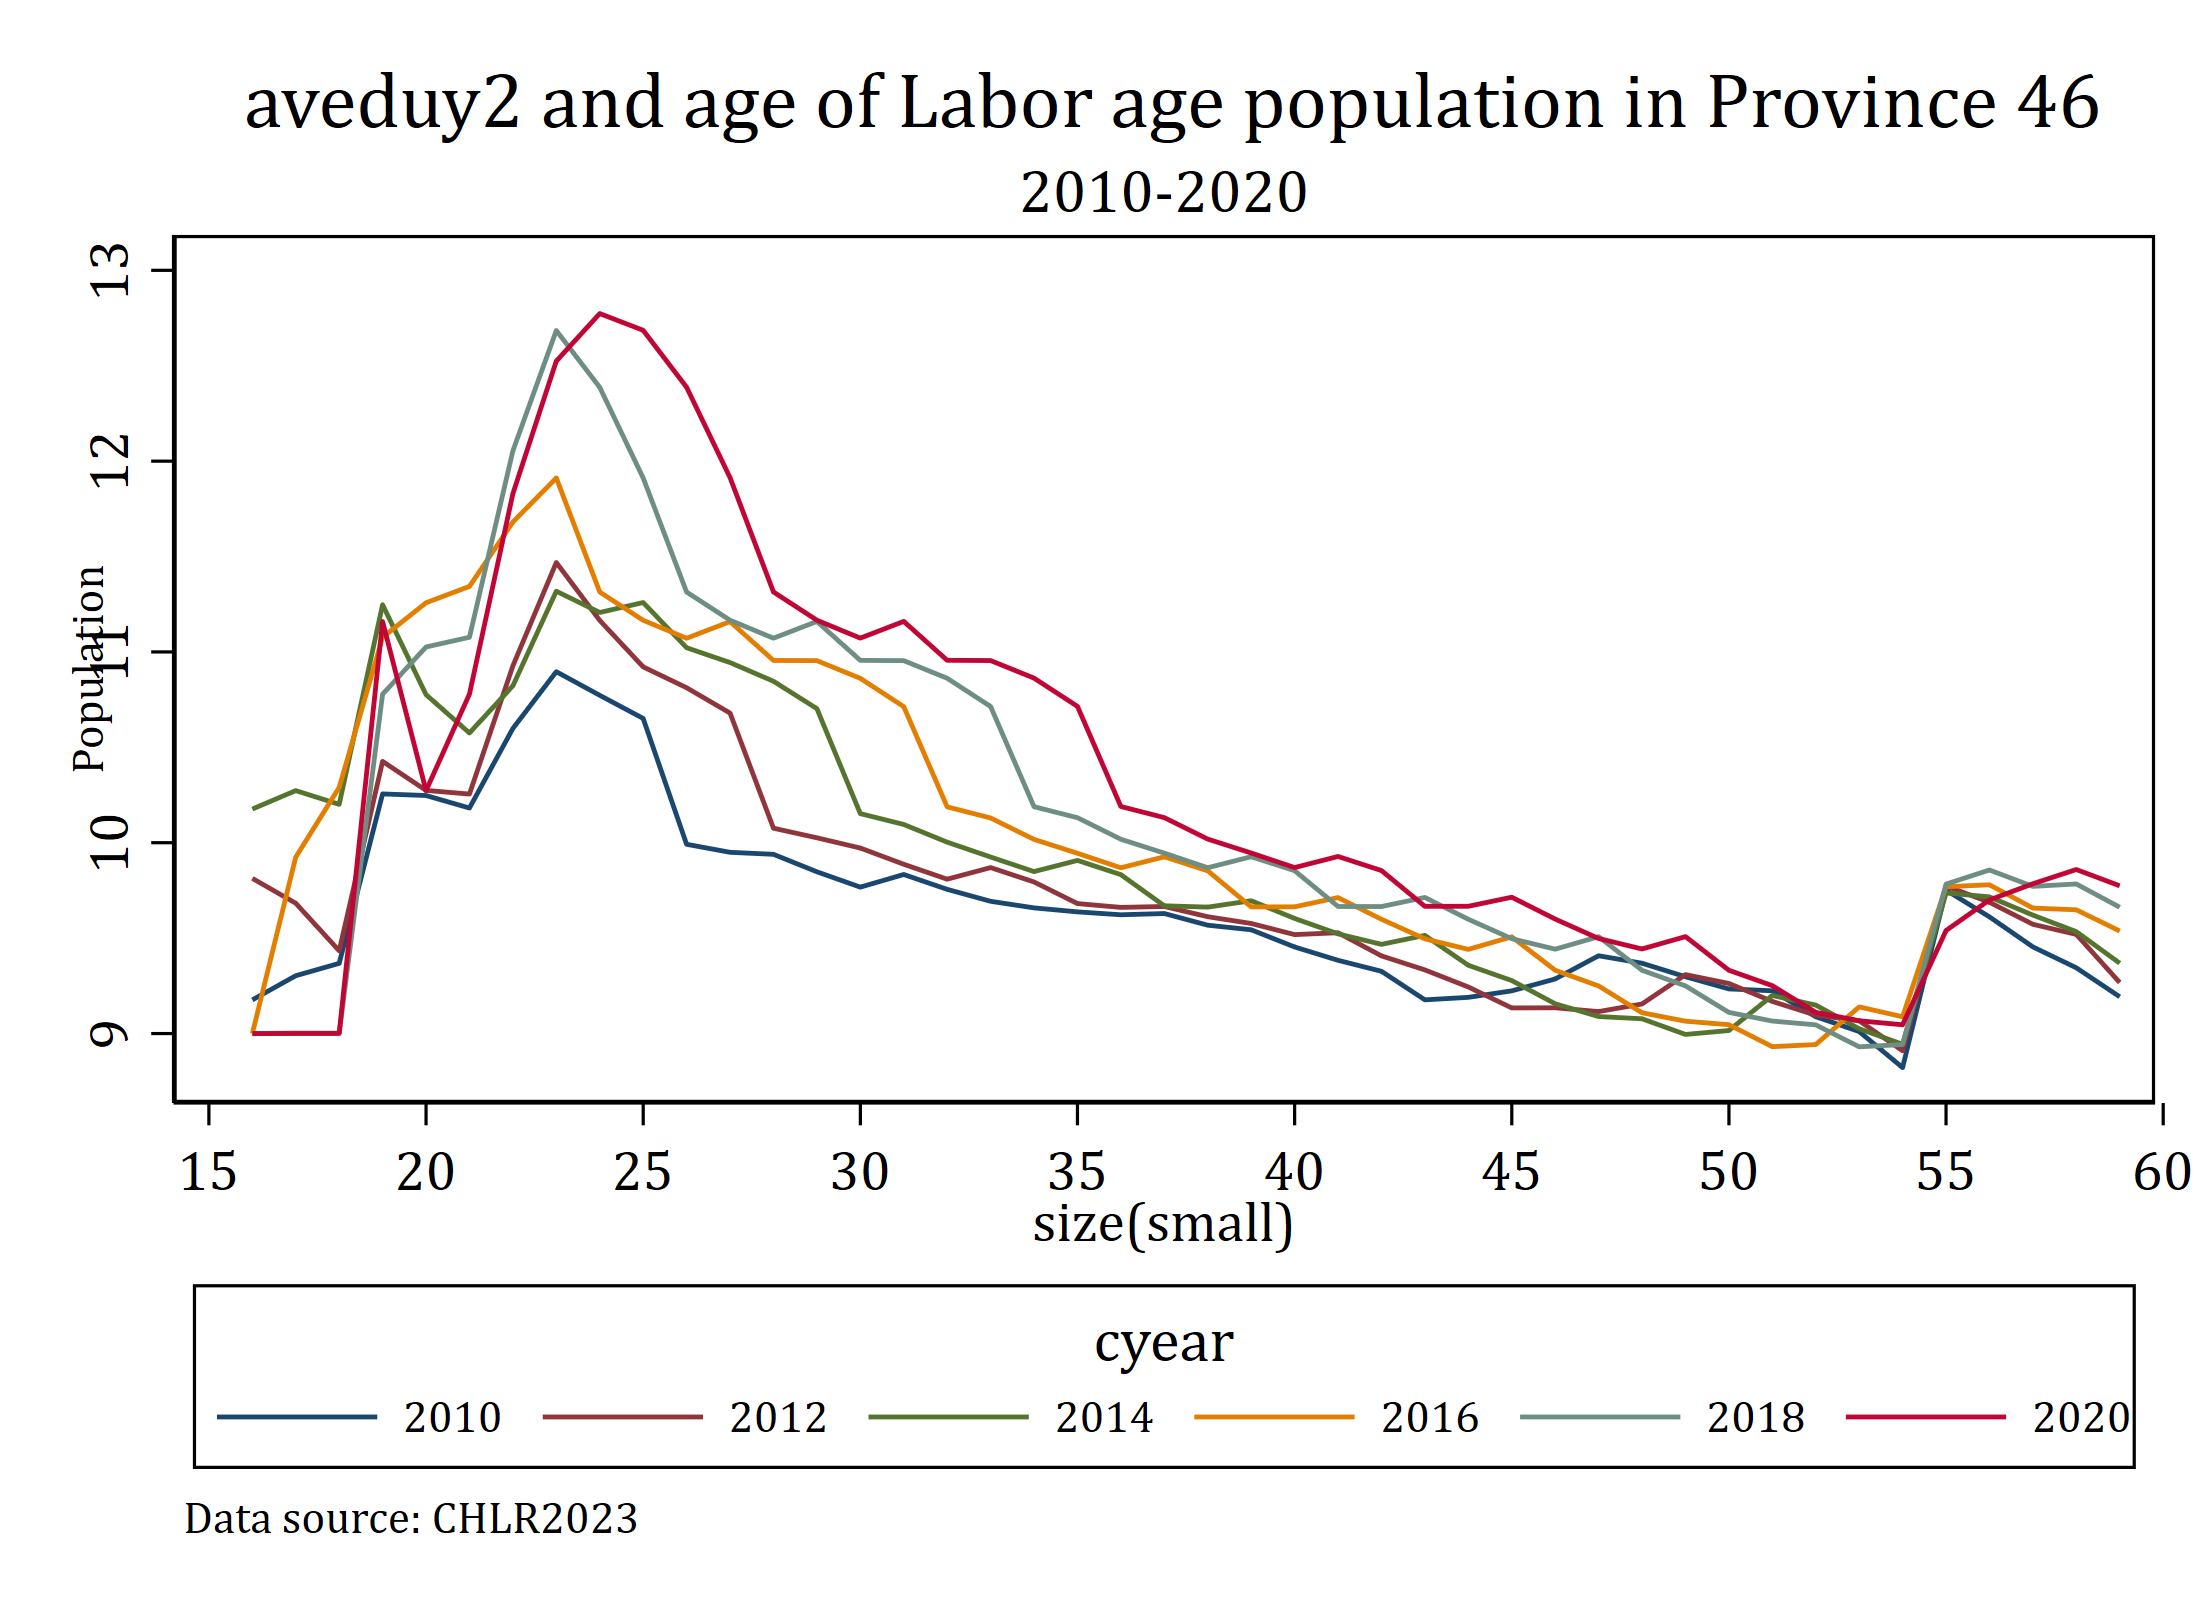 aveduy2 and age of Labor age population in Province 46
2010-2020
13
12
11
10
9
Population
15 20 25 30 35 40 45 50 55 60
size(small)
cyear
2010 2012 2014 2016 2018 2020
Data source: CHLR2023